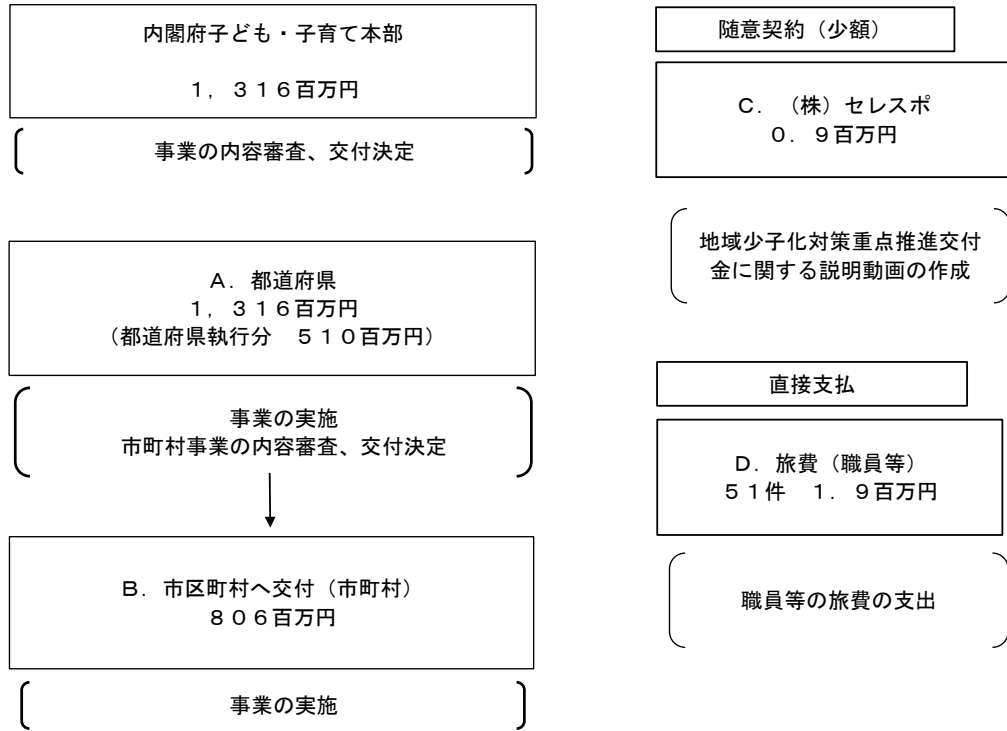 内閣府子ども・子育て本部
１，３１６百万円
事業の内容審査、交付決定
Ａ．都道府県
１，３１６百万円
（都道府県執行分　５１０百万円）
事業の実施
市町村事業の内容審査、交付決定
Ｂ．市区町村へ交付（市町村）
８０６百万円
事業の実施
随意契約（少額）
Ｃ．（株）セレスポ
０．９百万円
地域少子化対策重点推進交付
金に関する説明動画の作成
直接支払
Ｄ．旅費（職員等）
５１件　１．９百万円
職員等の旅費の支出